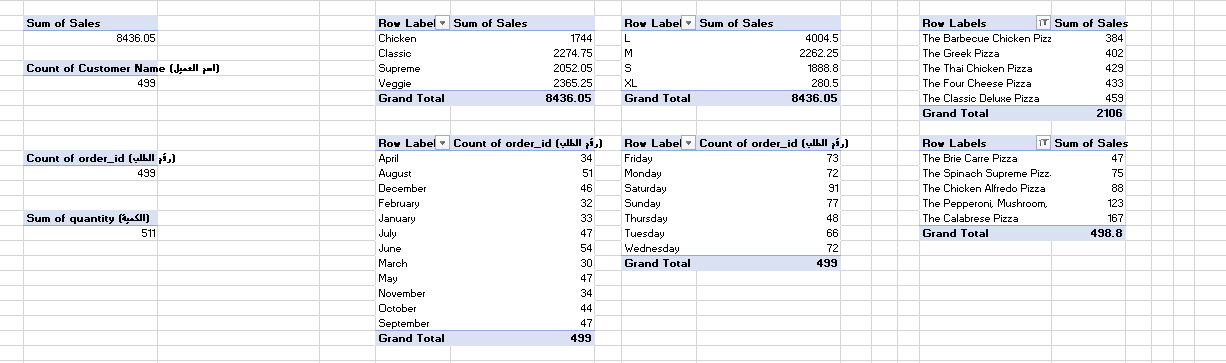 Sum of Sales
8436.05
Count of Customer Name (اسم العميل)
499
Count of order_id (رقم الطلب)
499
Sum of quantity (الكمية)
511
Row Label Sum of Sales
Chicken 1744
Classic 2274.75
Supreme 2052.05
Veggie 2365.25
Grand Total 8436.05
Row Label Count of order_id (رقم الطلب)
April 34
August 51
December 46
February 32
January 33
July 47
June 54
March 30
May 47
November 34
October 44
September 47
Grand Total 499
Row Label Sum of Sales
L 4004.5
M 2262.25
S 1888.8
XL 280.5
Grand Total 8436.05
Row Label Count of order_id (رقم الطلب)
Friday 73
Monday 72
Saturday 91
Sunday 77
Thursday 48
Tuesday 66
Wednesday 72
Grand Total 499
Row Labels Sum of Sales
The Barbecue Chicken Pizz 384
The Greek Pizza 402
The Thai Chicken Pizza 429
The Four Cheese Pizza 433
The Classic Deluxe Pizza 459
Grand Total 2106
Row Labels Sum of Sales
The Brie Carre Pizza 47
The Spinach Supreme Pizz 75
The Chicken Alfredo Pizza 88
The Pepperoni, Mushroom, 123
The Calabrese Pizza 167
Grand Total 498.8